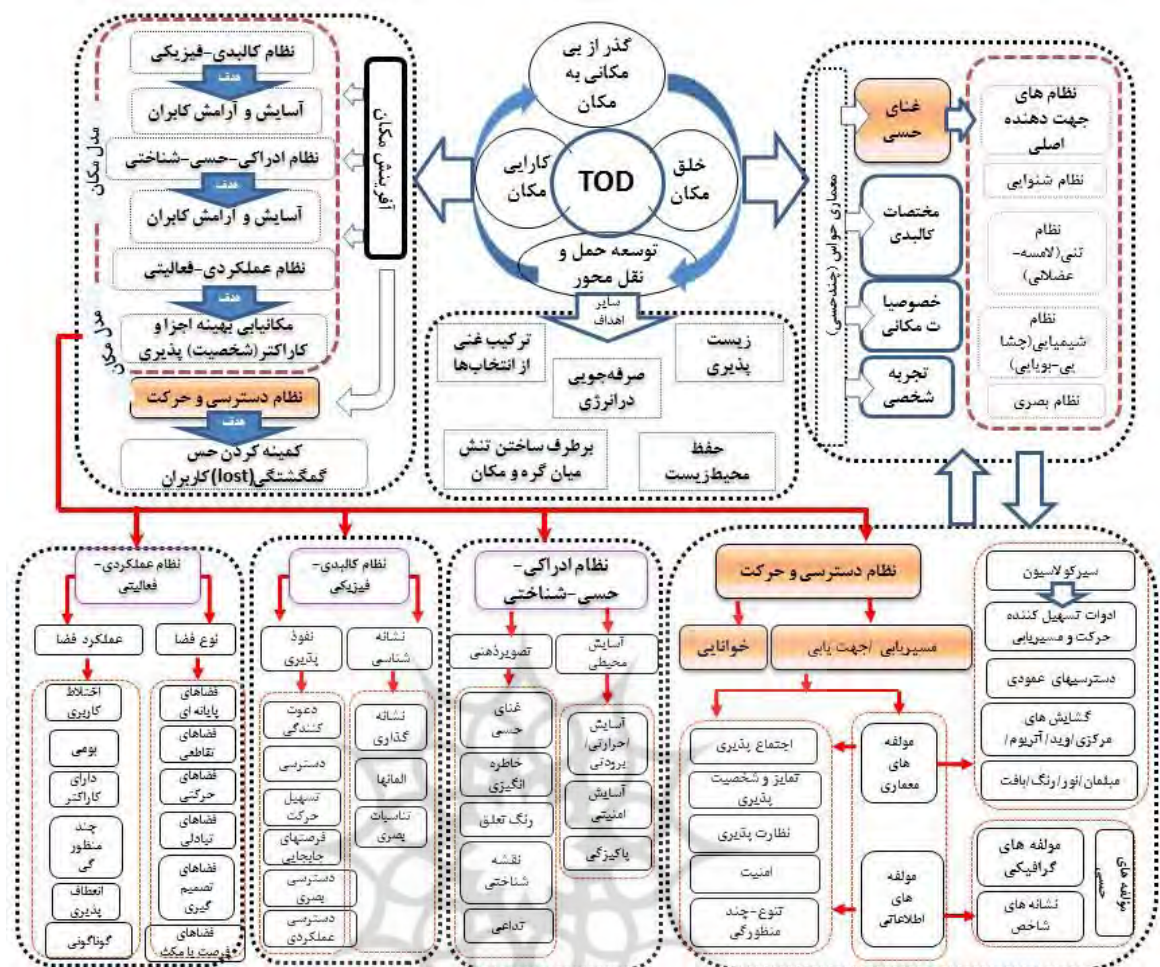 گذر از بی
مکانی به
مکان
کارایی
مکان
TOD
خلق
مکان
توسعه حمل و
نقل محور
سایر
اهداف
زیست
پذیری
ترکیب غنی
از انتخاب‌ها
صرفه‌جویی
درانرژی
حفظ
محیط‌زیست
برطرف ساختن تنش
میان گره و مکان
معماری حواس (چندحسی)
غنای
حسی
مختصات
کالبدی
خصوصیا
ت مکانی
تجربه
شخصی
نظام های
جهت دهنده
اصلی
نظام شنوایی
نظام
تنی(لامسه-
عضلانی)
نظام
شیمیایی(چشا
یی-بویایی)
نظام بصری
آفرینش مکان
مدل مکان
مدل مکان
نظام کالبدی-فیزیکی
هدف
آسایش و آرامش کابران
نظام ادراکی-حسی-شناختی
هدف
آسایش و آرامش کابران
نظام عملکردی-فعالیتی
هدف
مکانیابی بهینه اجزا و
کاراکتر(شخصیت) پذیری
نظام دسترسی و حرکت
هدف
کمینه کردن حس
گمگشتگی(lost)کاربران
نظام دسترسی و حرکت
خوانایی
مسیریابی /جهت یابی
اجتماع پذیری
تمایز و شخصیت
پذیری
نظارت پذیری
امنیت
تنوع-چند
منظورگی
مولفه
های
معماری
مولفه
های
اطلاعاتی
سیرکولاسیون
ادوات تسهیل کننده
حرکت و مسیریابی
دسترسیهای عمودی
گشایش های
مرکزی/وید/آتریوم/
مبلمان/نور/رنگ/بافت
مولفه های
گرافیکی
نشانه های
شاخص
مولفه های
حسی
نظام ادراکی-
حسی-شناختی
آسایش
محیطی
تصویرذهنی
آسایش
حرارتی/
برودتی
آسایش
امنیتی
پاکیزگی
غنای
حسی
خاطره
انگیزی
رنگ تعلق
نقشه
شناختی
تداعی
نظام کالبدی-
فیزیکی
نشانه
شناسی
نفوذ
پذیری
نشانه
گذاری
المانها
تناسبات
بصری
دعوت
کنندگی
دسترسی
تسهیل
حرکت
فرصتهای
جابجایی
دسترسی
بصری
دسترسی
عملکردی
نظام عملکردی-
فعالیتی
نوع فضا
عملکرد فضا
فضاهای
پایانه ای
فضاهای
تقاطعی
فضاهای
حرکتی
فضاهای
تبادلی
فضاهای
تصمیم
گیری
فضاهای
فرصت یا مکث
اختلاط
کاربری
بومی
دارای
کاراکتر
چند
منظور
گی
انعطاف
پذیری
گوناگونی